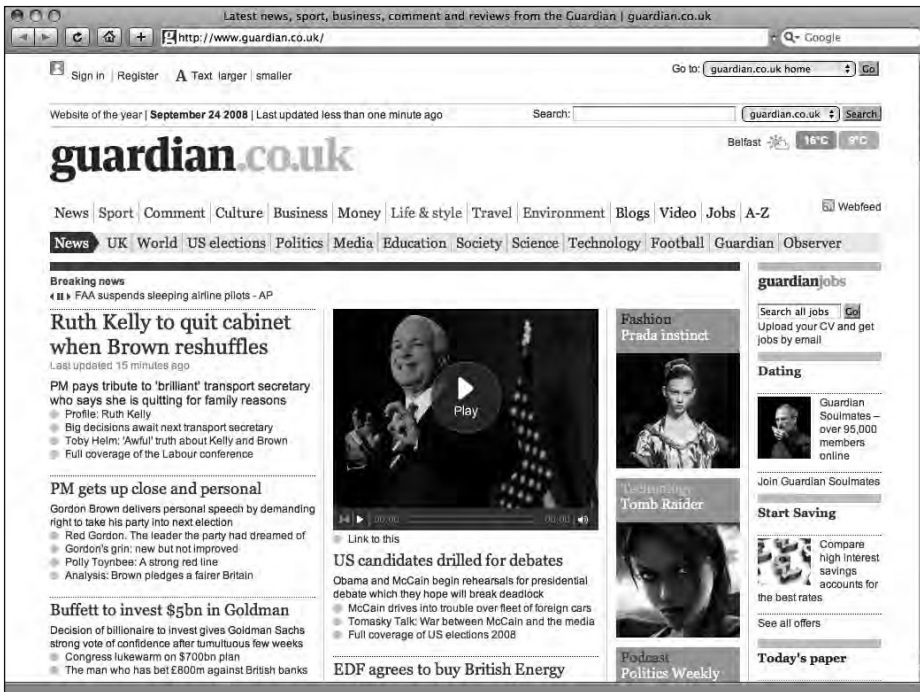 Latest news, sport, business, comment and reviews from the Guardian | guardian.co.uk
http://www.guardian.co.uk/
Google
Sign in | Register A Text larger | smaller
Go to: guardian.co.uk home Go
Website of the year | September 24 2008 | Last updated less than one minute ago
Search: guardian.co.uk Search
guardian.co.uk
Belfast 16°C 9°C
News | Sport | Comment | Culture | Business | Money | Life & style | Travel | Environment | Blogs | Video | Jobs | A-Z
Webfeed
News UK | World | US elections | Politics | Media | Education | Society | Science | Technology | Football | Guardian | Observer
Breaking news
FAA suspends sleeping airline pilots - AP
Ruth Kelly to quit cabinet
when Brown reshuffles
Last updated 15 minutes ago
PM pays tribute to 'brilliant' transport secretary
who says she is quitting for family reasons
Profile: Ruth Kelly
Big decisions await next transport secretary
Toby Helm: 'Awful' truth about Kelly and Brown
Full coverage of the Labour conference
PM gets up close and personal
Gordon Brown delivers personal speech by demanding
right to take his party into next election
Red Gordon. The leader the party had dreamed of
Gordon's grin: new but not improved
Polly Toynbee: A strong red line
Analysis: Brown pledges a fairer Britain
Buffett to invest $5bn in Goldman
Decision of billionaire to invest gives Goldman Sachs
strong vote of confidence after tumultuous few weeks
Congress lukewarm on $700bn plan
The man who has bet £800m against British banks
Play
00:00 00:00
Link to this
US candidates drilled for debates
Obama and McCain begin rehearsals for presidential
debate which they hope will break deadlock
McCain drives into trouble over fleet of foreign cars
Tomasky Talk: War between McCain and the media
Full coverage of US elections 2008
EDF agrees to buy British Energy
Fashion
Prada instinct
Technology
Tomb Raider
Podcast
Politics Weekly
guardianjobs
Search all jobs Go
Upload your CV and get
jobs by email
Dating
Guardian
Soulmates –
over 95,000
members
online
Join Guardian Soulmates
Start Saving
Compare
high interest
savings
accounts for
the best rates
See all offers
Today's paper